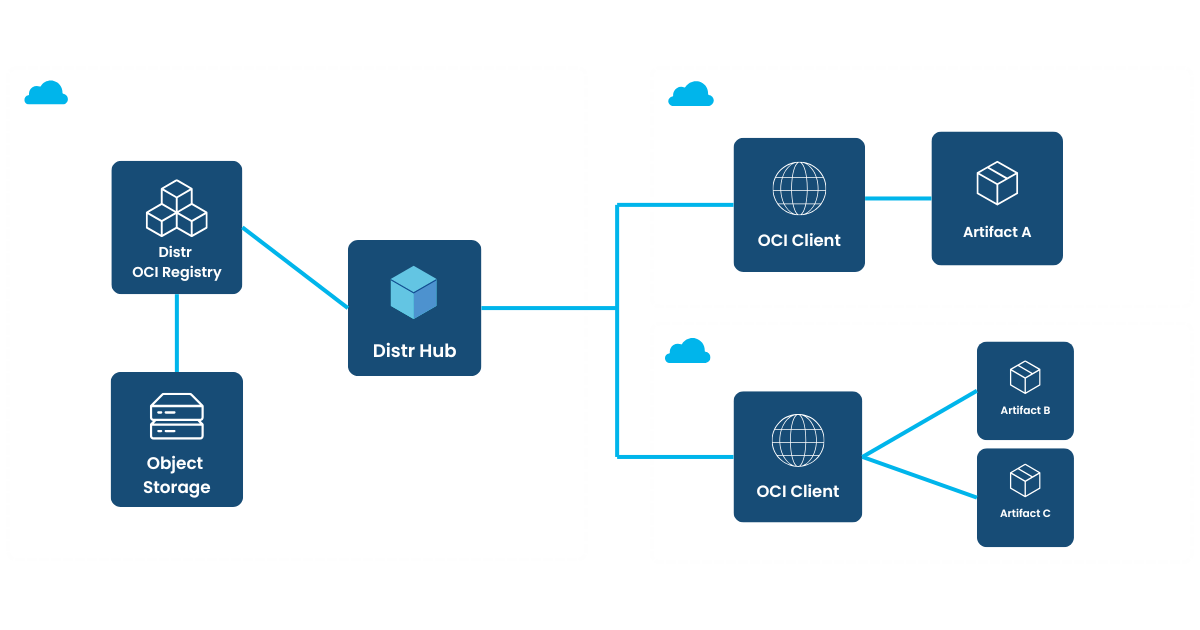 Distr
OCI Registry
Object
Storage
Distr Hub
OCI Client
Artifact A
OCI Client
Artifact B
Artifact C